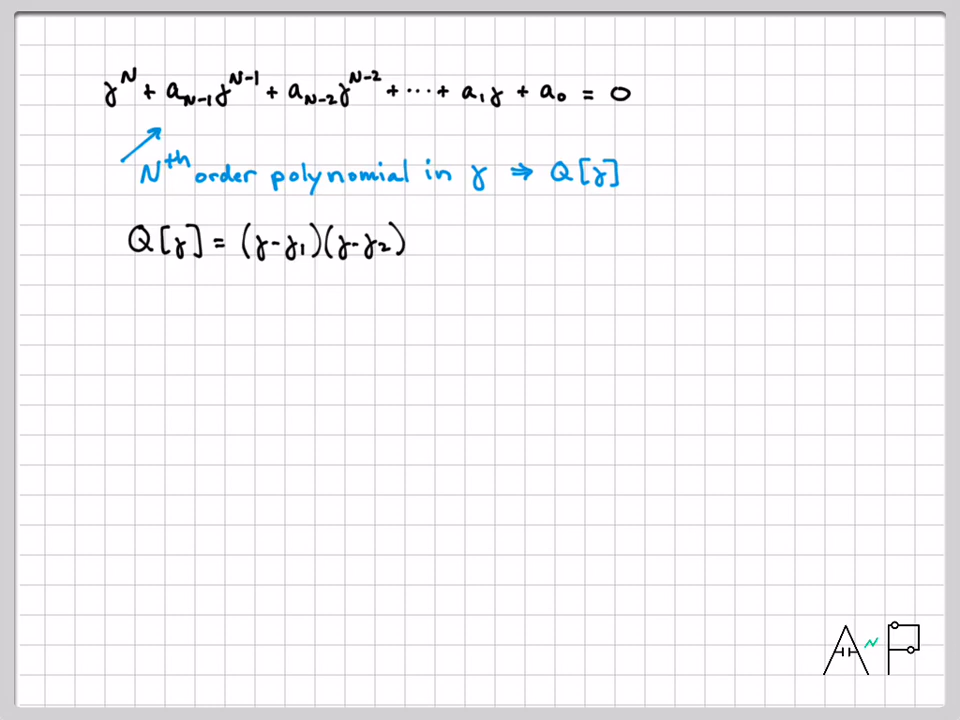 γ^N + a_{N-1}γ^{N-1} + a_{N-2}γ^{N-2} + ··· + a_1γ + a_0 = 0
N^{th} order polynomial in γ ⇒ Q[γ]
Q[γ] = (γ-γ_1)(γ-γ_2)